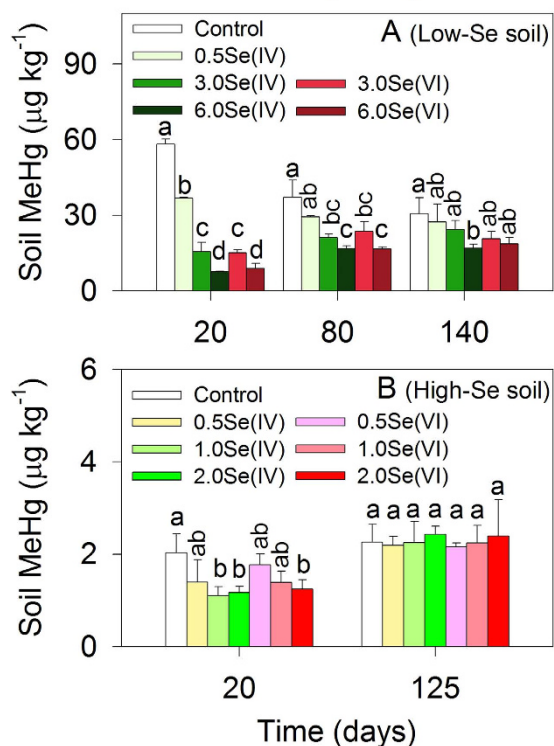 A (Low-Se soil)
Control
0.5Se(IV)
3.0Se(IV) 3.0Se(VI)
6.0Se(IV) 6.0Se(VI)
Soil MeHg (μg kg⁻¹)
90
60
30
0
a b c d c d
a ab bc c bc c
a ab ab b ab ab
20 80 140
B (High-Se soil)
Control
0.5Se(IV) 0.5Se(VI)
1.0Se(IV) 1.0Se(VI)
2.0Se(IV) 2.0Se(VI)
Soil MeHg (μg kg⁻¹)
6
4
2
0
a ab b b ab ab b
a a a a a a a
20 125
Time (days)